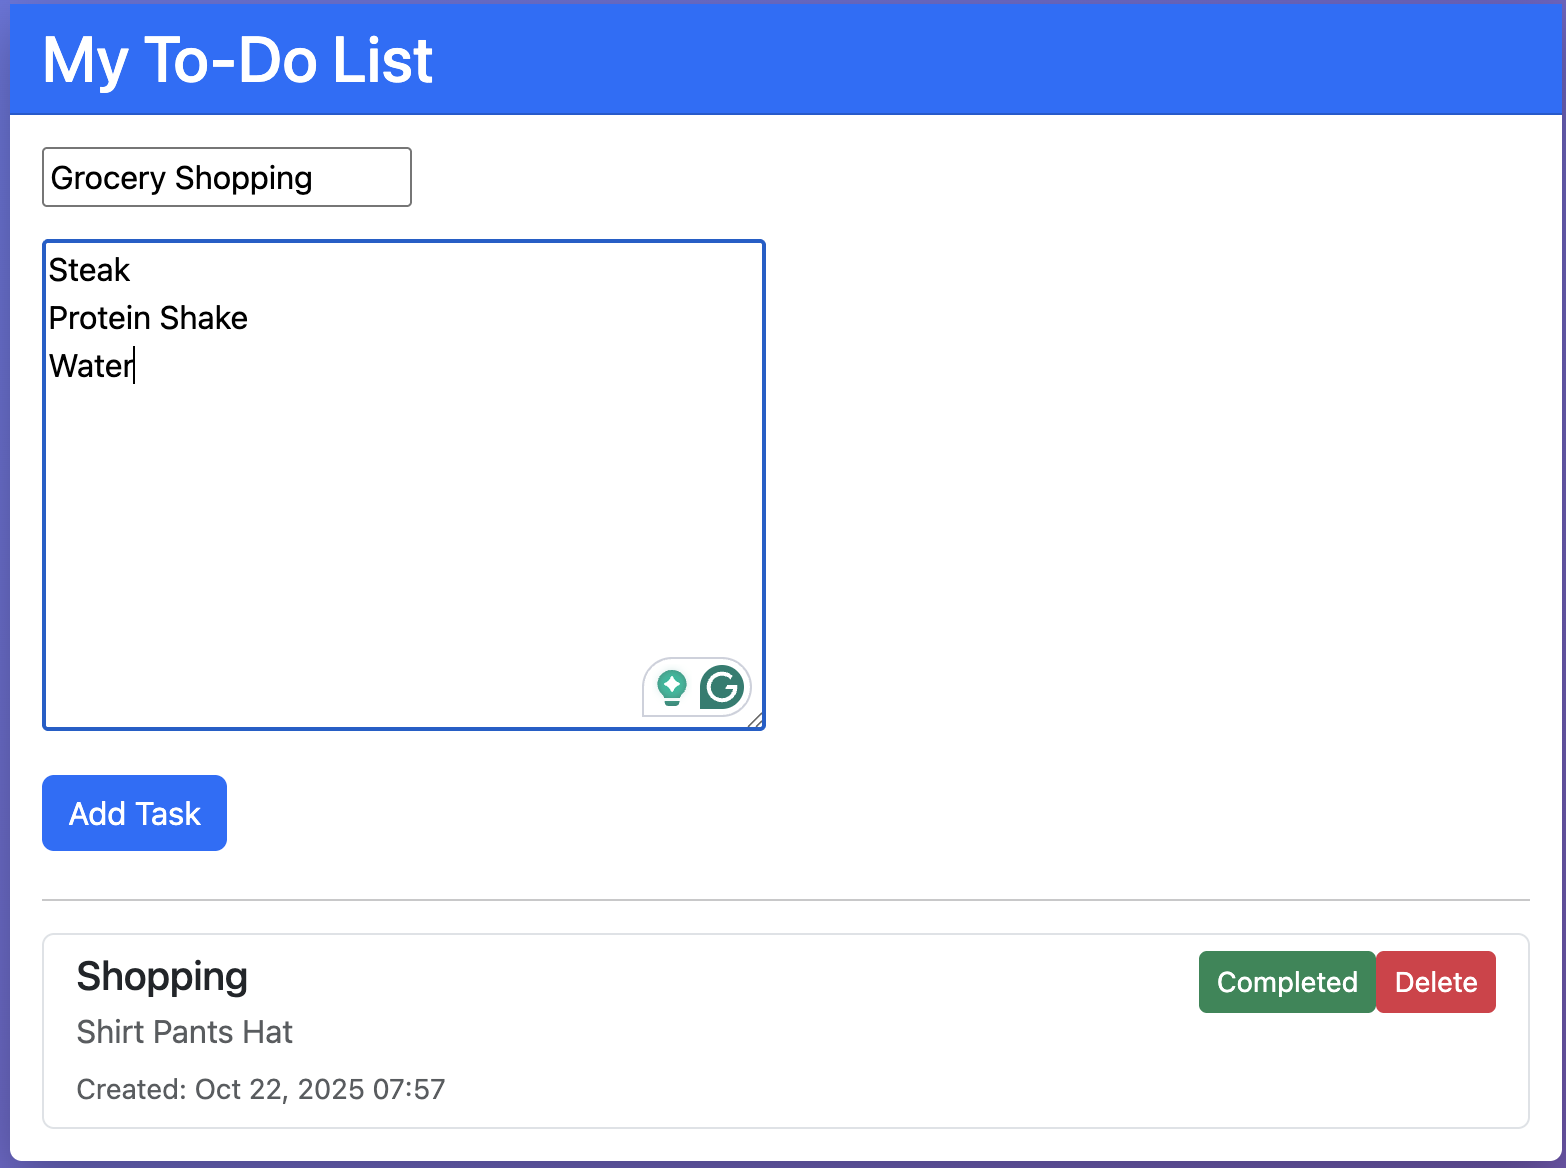 My To-Do List
Grocery Shopping
Steak
Protein Shake
Water
Add Task
Shopping
Completed
Delete
Shirt Pants Hat
Created: Oct 22, 2025 07:57